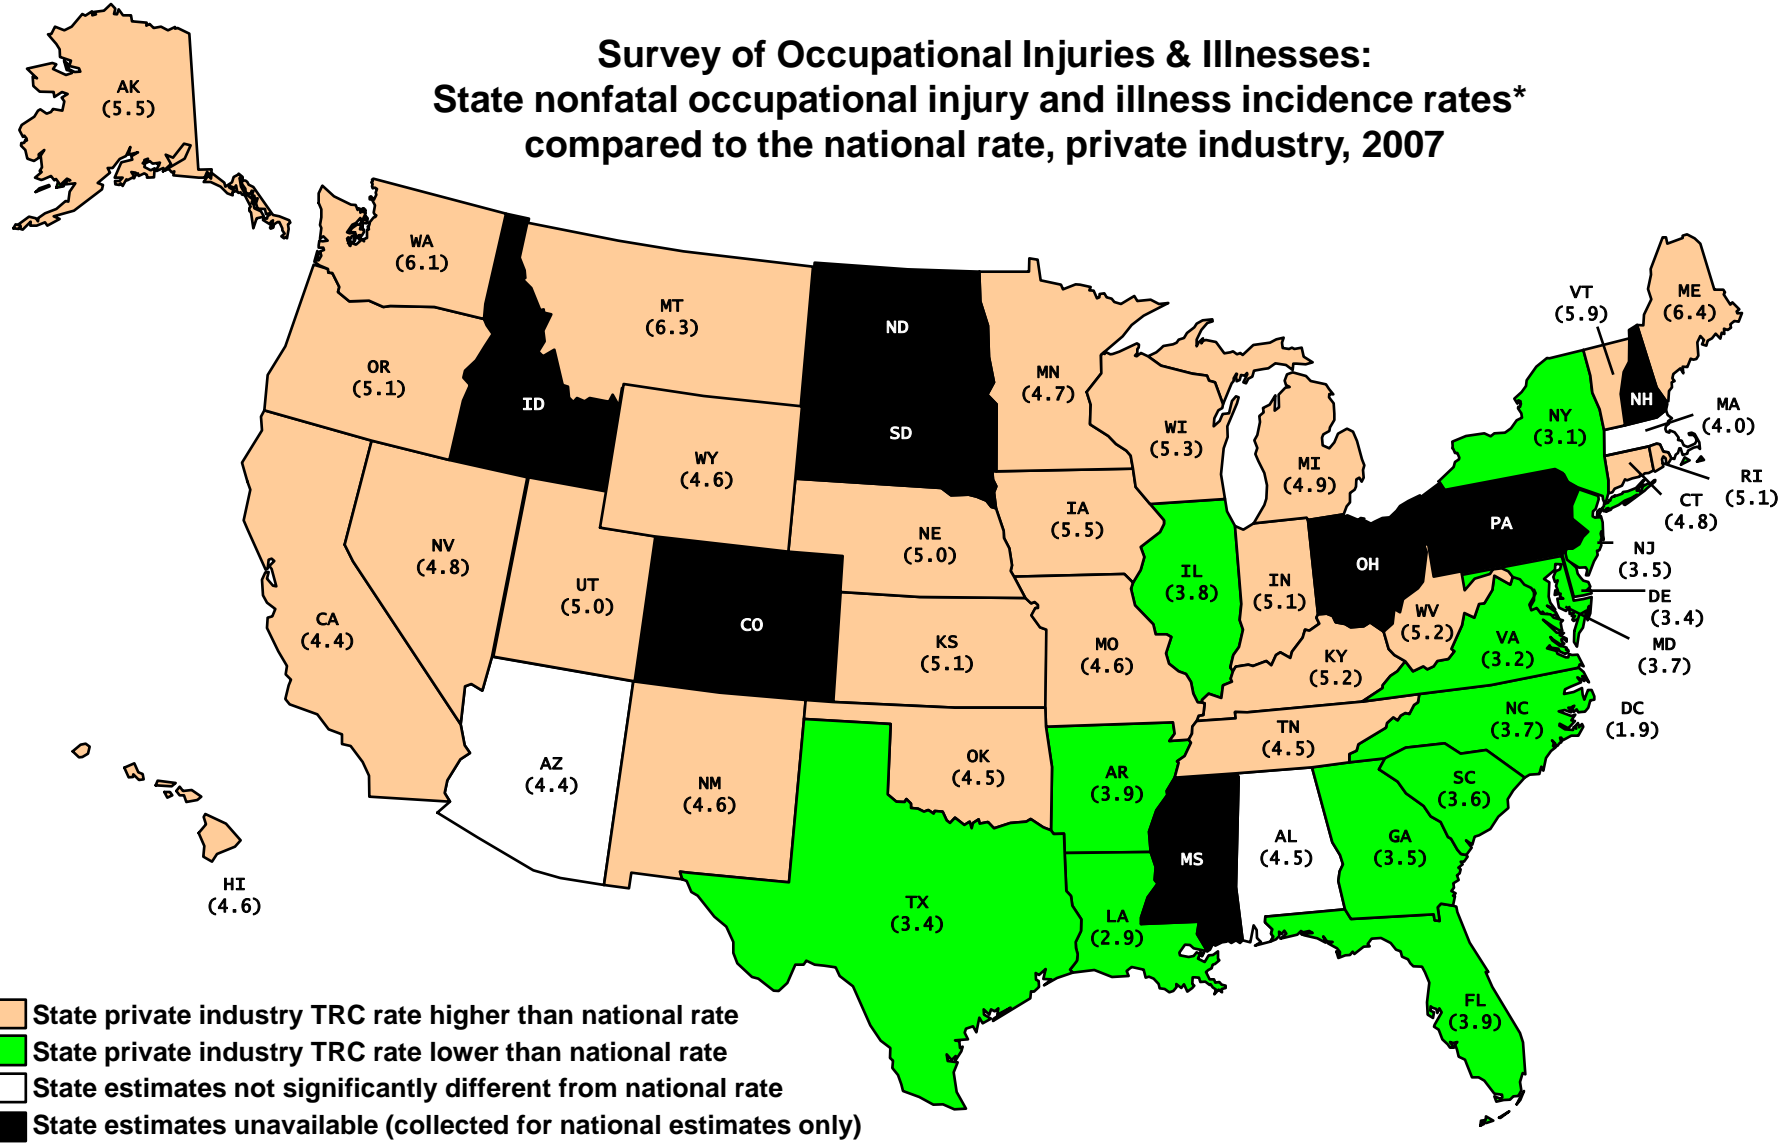 Survey of Occupational Injuries & Illnesses:
State nonfatal occupational injury and illness incidence rates*
compared to the national rate, private industry, 2007
AK
(5.5)
WA
(6.1)
MT
(6.3)
ND
MN
(4.7)
VT
(5.9)
ME
(6.4)
OR
(5.1)
ID
SD
WI
(5.3)
MI
(4.9)
NY
(3.1)
NH
MA
(4.0)
RI
(5.1)
CT
(4.8)
WY
(4.6)
IA
(5.5)
PA
NJ
(3.5)
NV
(4.8)
UT
(5.0)
NE
(5.0)
IL
(3.8)
IN
(5.1)
OH
DE
(3.4)
CA
(4.4)
CO
KS
(5.1)
MO
(4.6)
KY
(5.2)
WV
(5.2)
VA
(3.2)
MD
(3.7)
DC
(1.9)
AZ
(4.4)
NM
(4.6)
OK
(4.5)
AR
(3.9)
TN
(4.5)
NC
(3.7)
SC
(3.6)
HI
(4.6)
TX
(3.4)
LA
(2.9)
MS
AL
(4.5)
GA
(3.5)
FL
(3.9)
State private industry TRC rate higher than national rate
State private industry TRC rate lower than national rate
State estimates not significantly different from national rate
State estimates unavailable (collected for national estimates only)